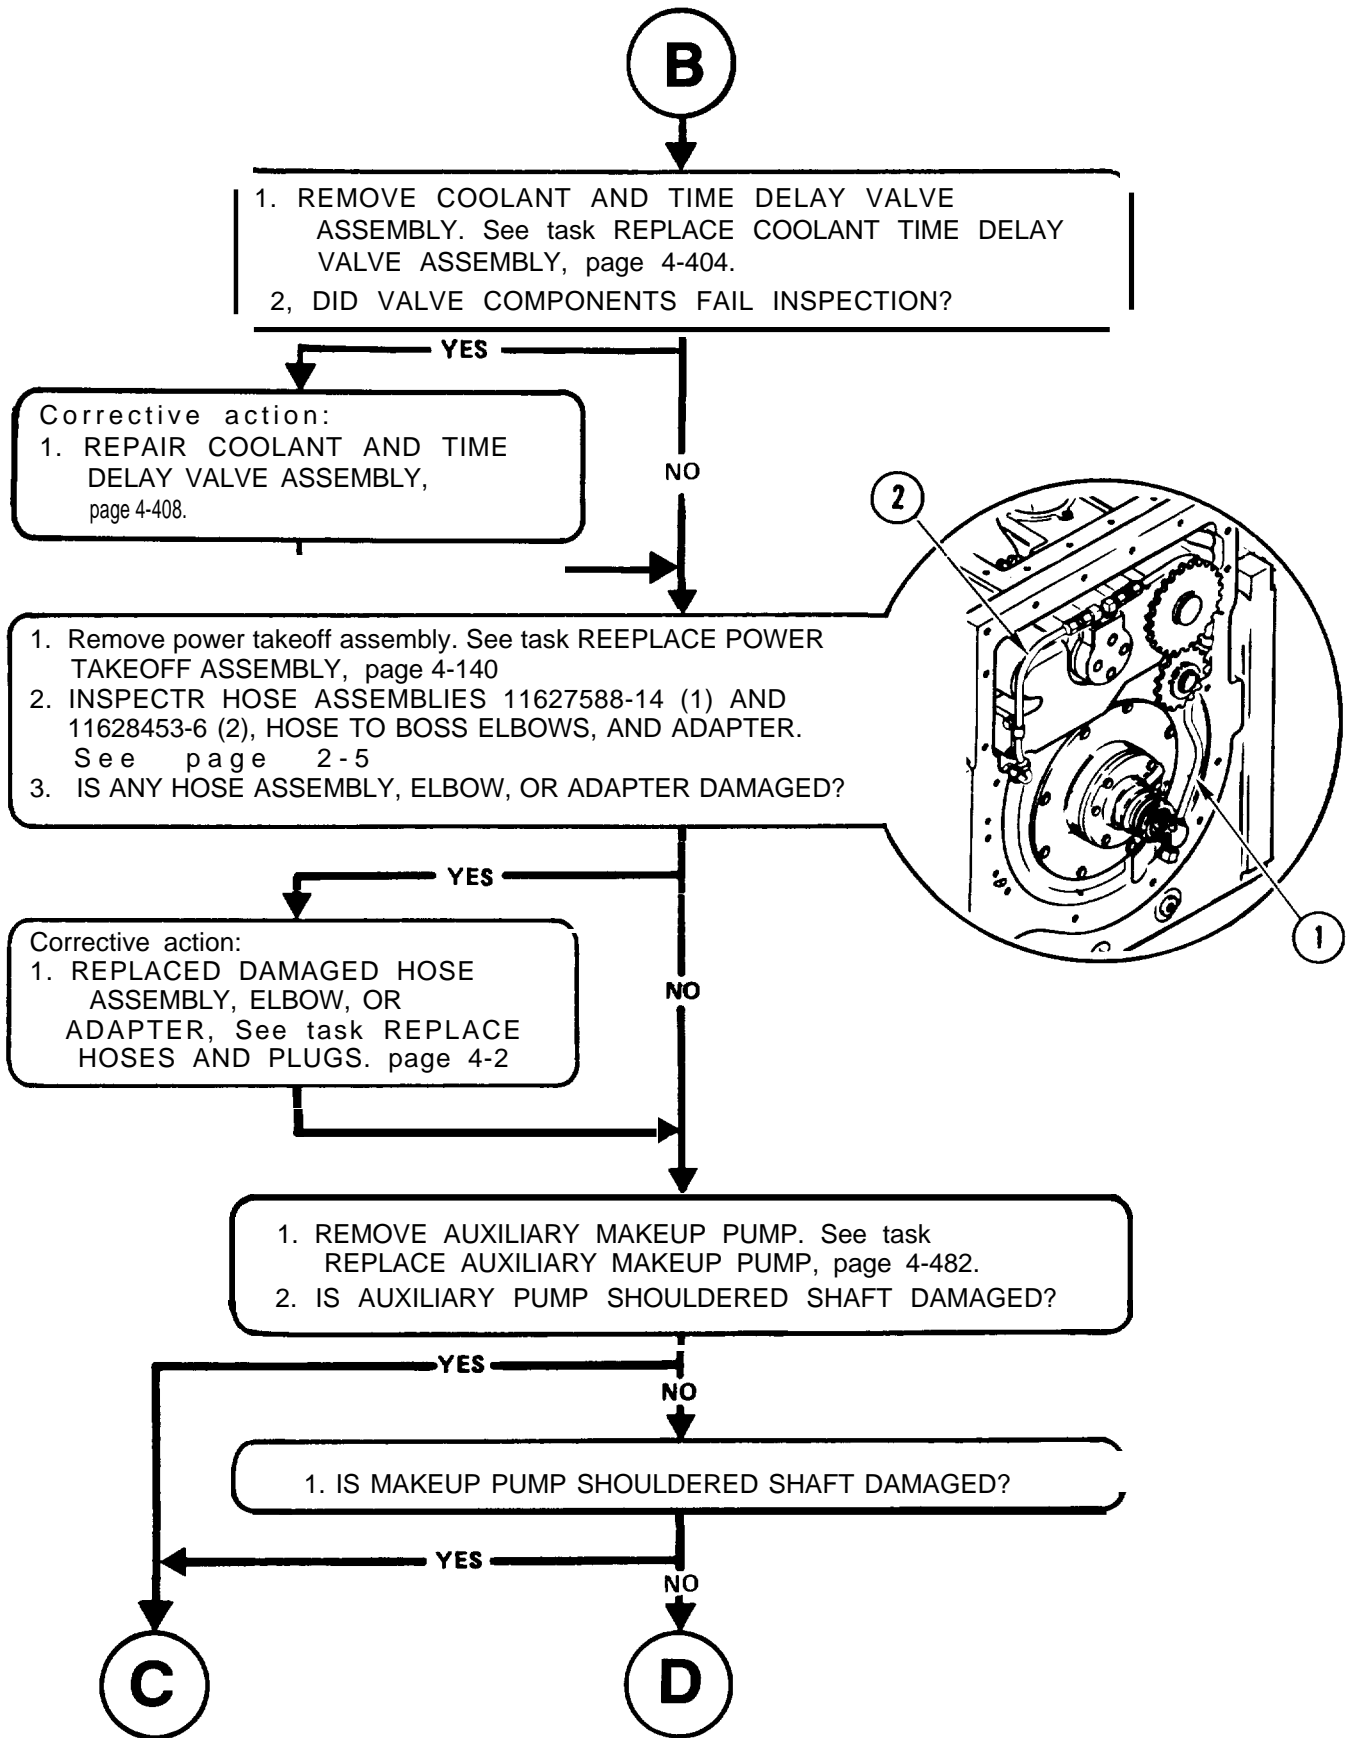 B
1. REMOVE COOLANT AND TIME DELAY VALVE
ASSEMBLY. See task REPLACE COOLANT TIME DELAY
VALVE ASSEMBLY, page 4-404.
2, DID VALVE COMPONENTS FAIL INSPECTION?
YES
Corrective action:
1. REPAIR COOLANT AND TIME
DELAY VALVE ASSEMBLY,
page 4-408.
NO
2
1. Remove power takeoff assembly. See task REEPLACE POWER
TAKEOFF ASSEMBLY, page 4-140
2. INSPECTR HOSE ASSEMBLIES 11627588-14 (1) AND
11628453-6 (2), HOSE TO BOSS ELBOWS, AND ADAPTER.
See page 2-5
3. IS ANY HOSE ASSEMBLY, ELBOW, OR ADAPTER DAMAGED?
1
YES
Corrective action:
1. REPLACED DAMAGED HOSE
ASSEMBLY, ELBOW, OR
ADAPTER, See task REPLACE
HOSES AND PLUGS. page 4-2
NO
1. REMOVE AUXILIARY MAKEUP PUMP. See task
REPLACE AUXILIARY MAKEUP PUMP, page 4-482.
2. IS AUXILIARY PUMP SHOULDERED SHAFT DAMAGED?
YES
NO
1. IS MAKEUP PUMP SHOULDERED SHAFT DAMAGED?
YES
NO
C
D